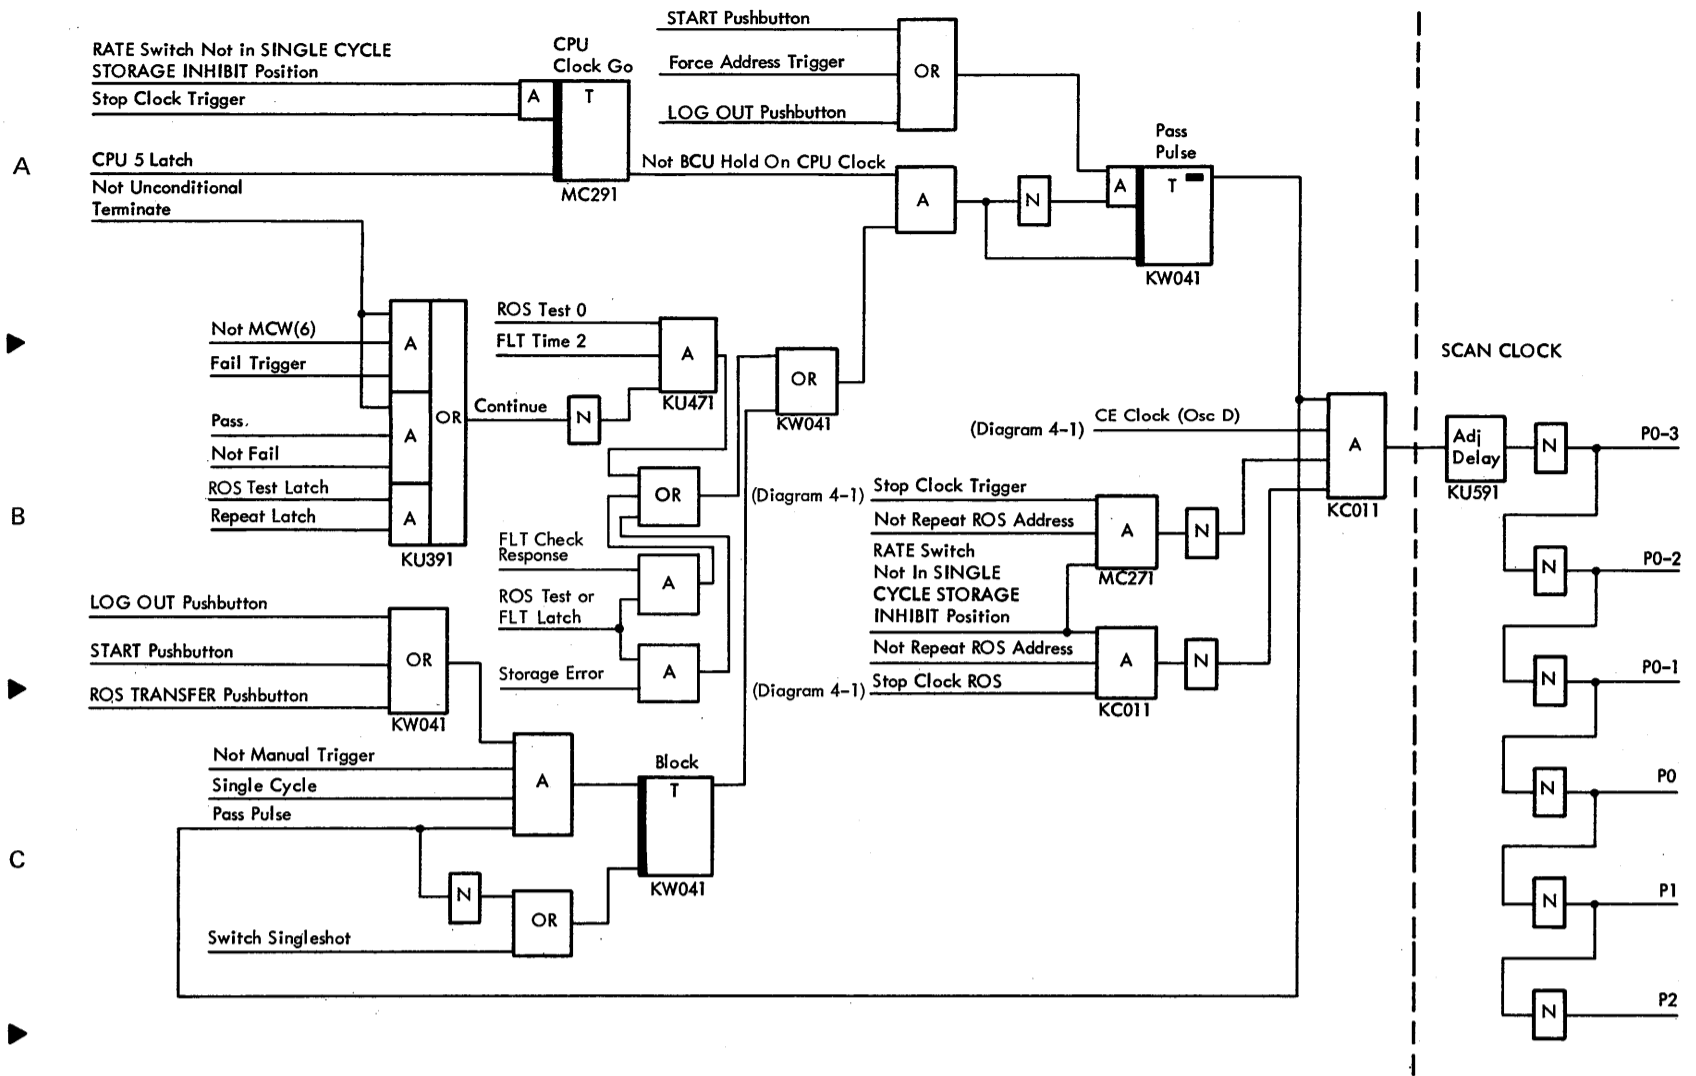 START Pushbutton
Force Address Trigger
LOG OUT Pushbutton
OR
RATE Switch Not in SINGLE CYCLE
STORAGE INHIBIT Position
Stop Clock Trigger
CPU
Clock Go
A
T
CPU 5 Latch
MC291
Not Unconditional
Terminate
Not BCU Hold On CPU Clock
A
N
Pass
Pulse
A
T
KW041
A
Not MCW(6)
Fail Trigger
Pass.
Not Fail
ROS Test Latch
Repeat Latch
A
A
A
OR
KU391
Continue
N
ROS Test 0
FLT Time 2
A
KU471
OR
KW041
OR
FLT Check
Response
ROS Test or
FLT Latch
Storage Error
A
A
B
(Diagram 4-1)
CE Clock (Osc D)
(Diagram 4-1)
Stop Clock Trigger
Not Repeat ROS Address
A
N
MC271
RATE Switch
Not In SINGLE
CYCLE STORAGE
INHIBIT Position
Not Repeat ROS Address
(Diagram 4-1)
Stop Clock ROS
A
N
KC011
A
KC011
SCAN CLOCK
Adj
Delay
KU591
N
P0-3
N
P0-2
N
P0-1
N
P0
N
P1
N
P2
LOG OUT Pushbutton
START Pushbutton
ROS TRANSFER Pushbutton
OR
KW041
Not Manual Trigger
Single Cycle
Pass Pulse
A
Block
T
KW041
C
N
Switch Singleshot
OR